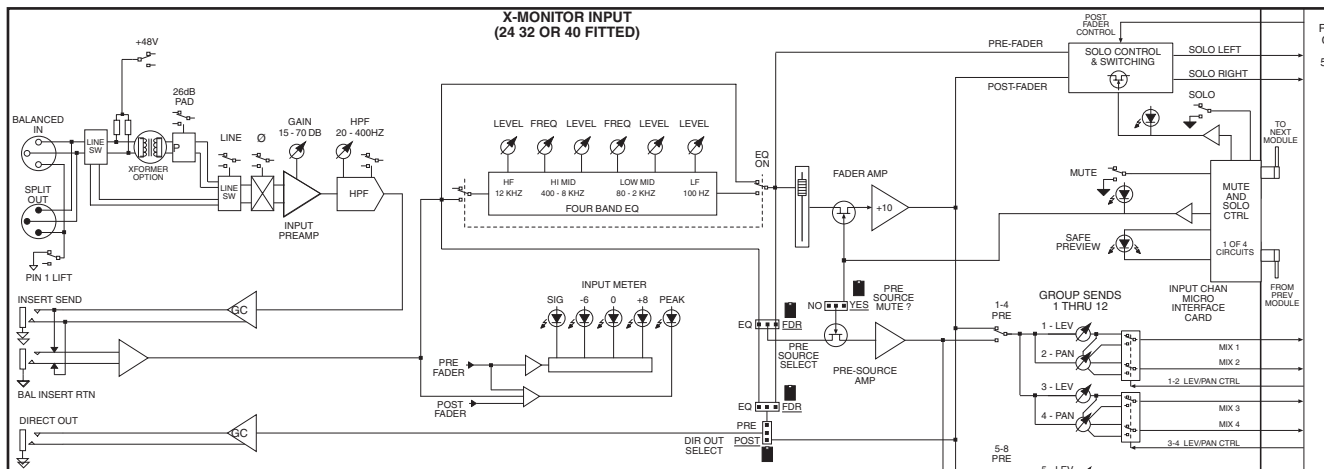 X-MONITOR INPUT
(24 32 OR 40 FITTED)
+48V
26dB
PAD
BALANCED
IN
LINE
SW
P
XFORMER
OPTION
SPLIT
OUT
PIN 1 LIFT
LINE
LINE
SW
Ø
GAIN
15 - 70 DB
INPUT
PREAMP
HPF
20 - 400HZ
HPF
LEVEL
FREQ
LEVEL
FREQ
LEVEL
LEVEL
HF
12 KHZ
HI MID
400 - 8 KHZ
LOW MID
80 - 2 KHZ
LF
100 HZ
FOUR BAND EQ
EQ
ON
FADER AMP
+10
PRE-FADER
POST-FADER
POST
FADER
CONTROL
SOLO CONTROL
& SWITCHING
SOLO LEFT
SOLO RIGHT
SOLO
MUTE
SAFE
PREVIEW
MUTE
AND
SOLO
CTRL
1 OF 4
CIRCUITS
TO
NEXT
MODULE
FROM
PREV
MODULE
INPUT CHAN
MICRO
INTERFACE
CARD
INSERT SEND
GC
BAL INSERT RTN
DIRECT OUT
GC
INPUT METER
SIG
-6
0
+8
PEAK
PRE
FADER
POST
FADER
NO
YES
PRE
SOURCE
MUTE ?
EQ
FDR
PRE
SOURCE
SELECT
PRE-SOURCE
AMP
EQ
FDR
PRE
POST
DIR OUT
SELECT
1-4
PRE
GROUP SENDS
1 THRU 12
1 - LEV
2 - PAN
MIX 1
MIX 2
1-2 LEV/PAN CTRL
3 - LEV
4 - PAN
MIX 3
MIX 4
3-4 LEV/PAN CTRL
5-8
PRE
5 - LEV